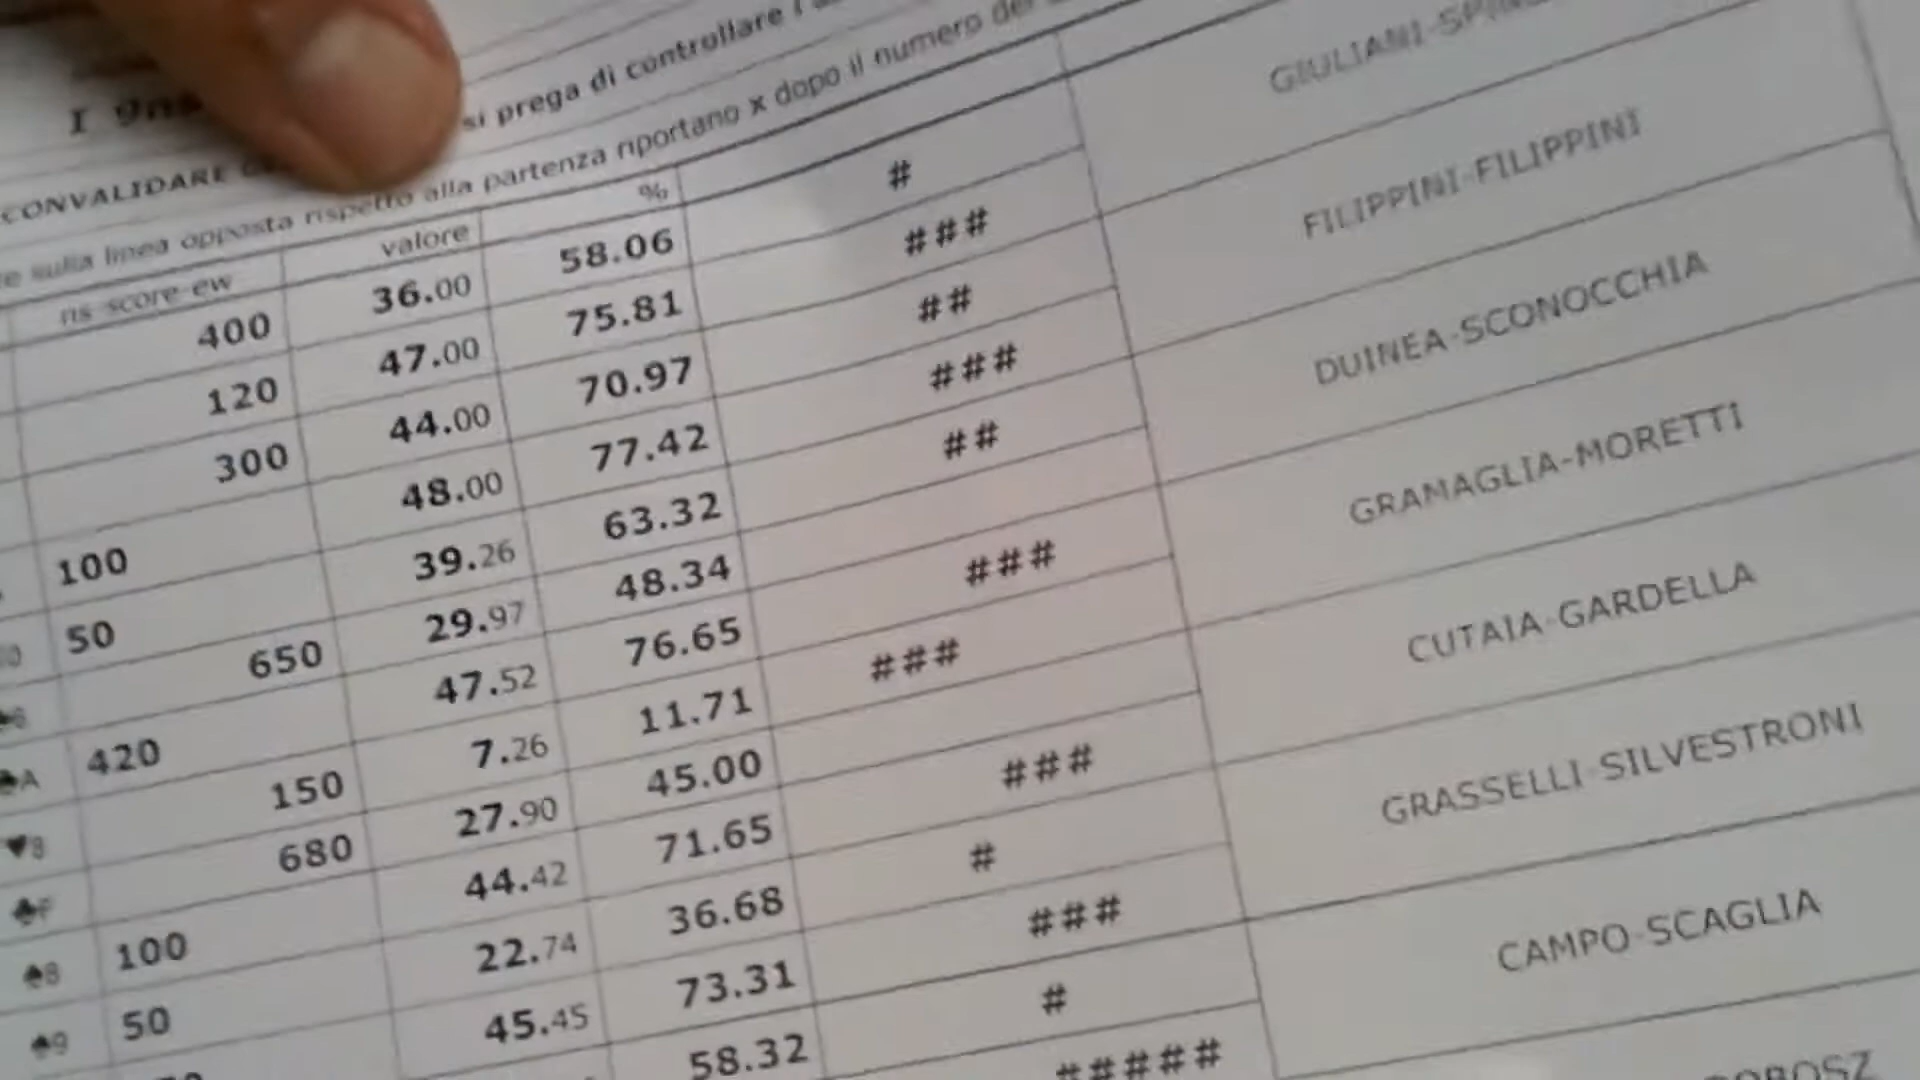 si prega di controllare
CONVALIDARE
sulla linea opposta rispetto alla partenza riportano x dopo il numero
ris score ew valore %
400 36.00 58.06 #
120 47.00 75.81 ###
GIULIANI
300 44.00 70.97 ##
48.00 77.42 ###
FILIPPINI-FILIPPINI
100 39.26 63.32 ##
50 29.97 48.34
DUINEA-SCONOCCHIA
650 47.52 76.65 ###
420 7.26 11.71 ###
GRAMAGLIA-MORETTI
♣A 150 27.90 45.00
♥8 680 44.42 71.65 ###
CUTAIA-GARDELLA
100 22.74 36.68 #
♠8 50 45.45 73.31 ###
GRASSELLI-SILVESTRONI
♠9 58.32 #
#####
CAMPO-SCAGLIA